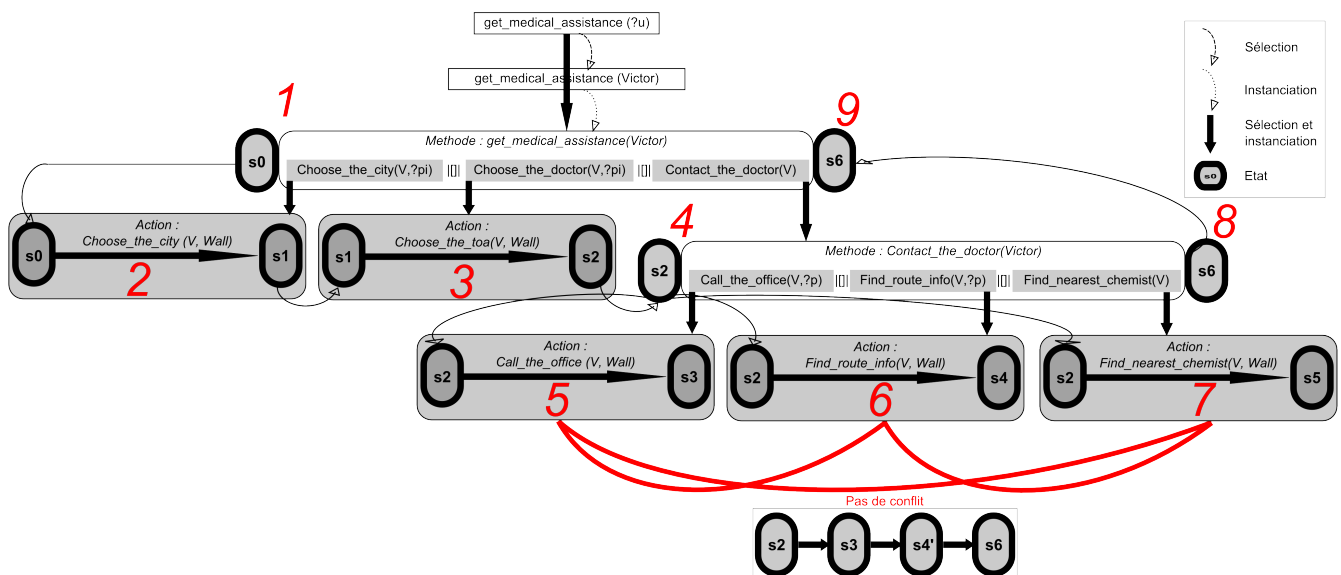 get_medical_assistance (?u)
get_medical_assistance (Victor)
Sélection
Instanciation
Sélection et
instanciation
s0
Etat
1
9
s0
Methode : get_medical_assistance(Victor)
Choose_the_city(V,?pi) |[]| Choose_the_doctor(V,?pi) |[]| Contact_the_doctor(V)
s6
Action :
Choose_the_city (V, Wall)
s0
s1
2
Action :
Choose_the_toa(V, Wall)
s1
s2
3
4
8
s2
Methode : Contact_the_doctor(Victor)
Call_the_office(V,?p) |[]| Find_route_info(V,?p) |[]| Find_nearest_chemist(V)
s6
Action :
Call_the_office (V, Wall)
s2
s3
5
Action :
Find_route_info(V, Wall)
s2
s4
6
Action :
Find_nearest_chemist(V, Wall)
s2
s5
7
Pas de conflit
s2
s3
s4'
s6